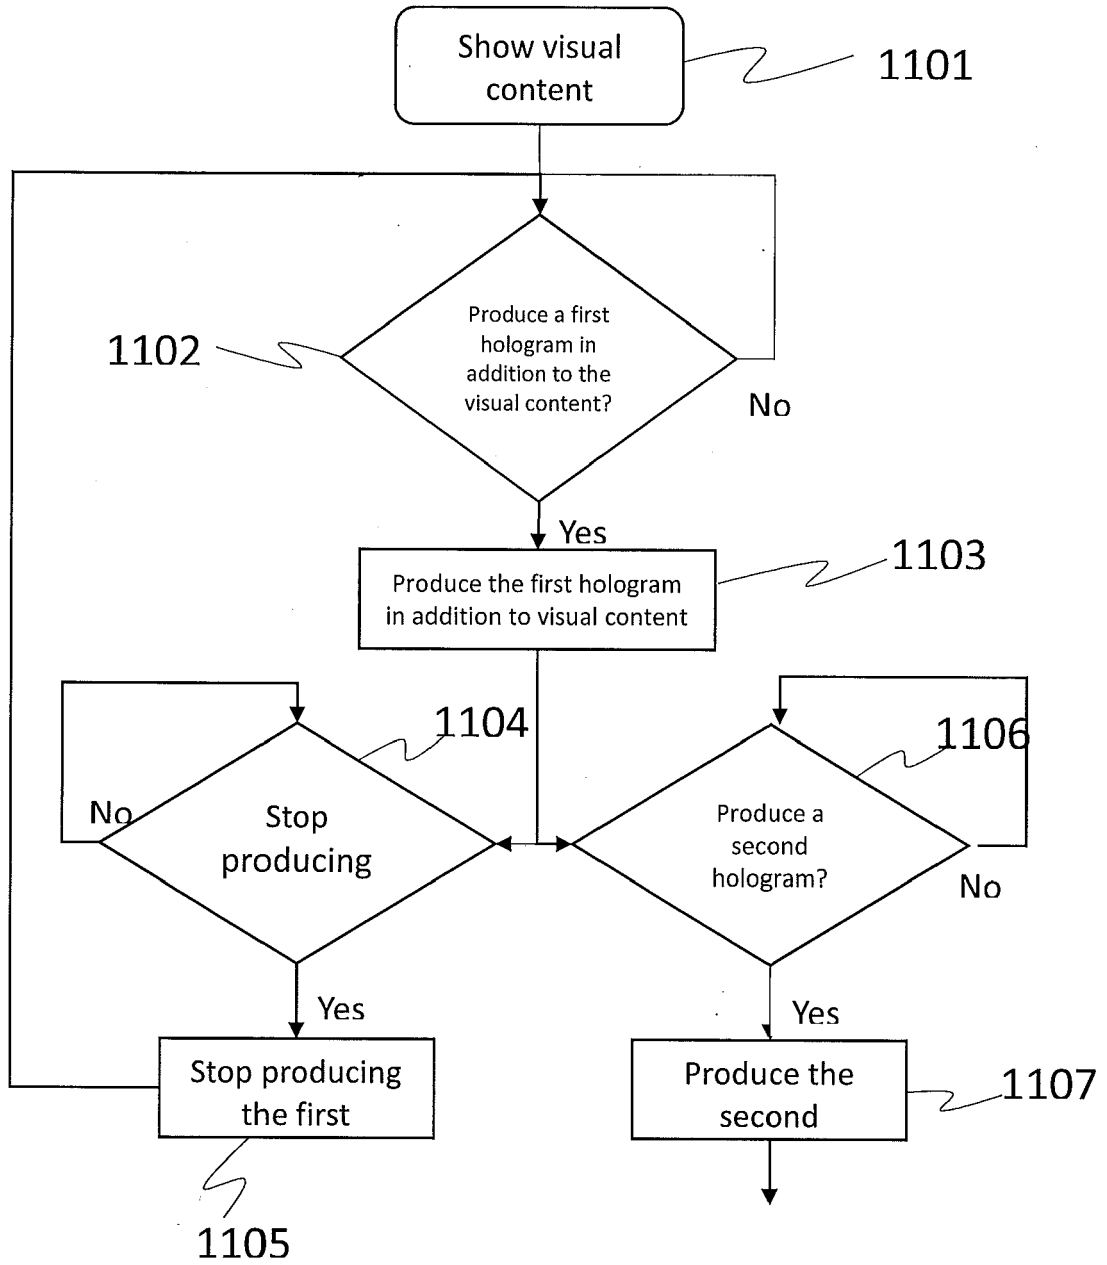 Show visual
content
1101
Produce a first
hologram in
addition to the
visual content?
1102
No
Yes
Produce the first hologram
in addition to visual content
1103
1104
1106
No
Stop
producing
Produce a
second
hologram?
No
Yes
Yes
Stop producing
the first
Produce the
second
1107
1105